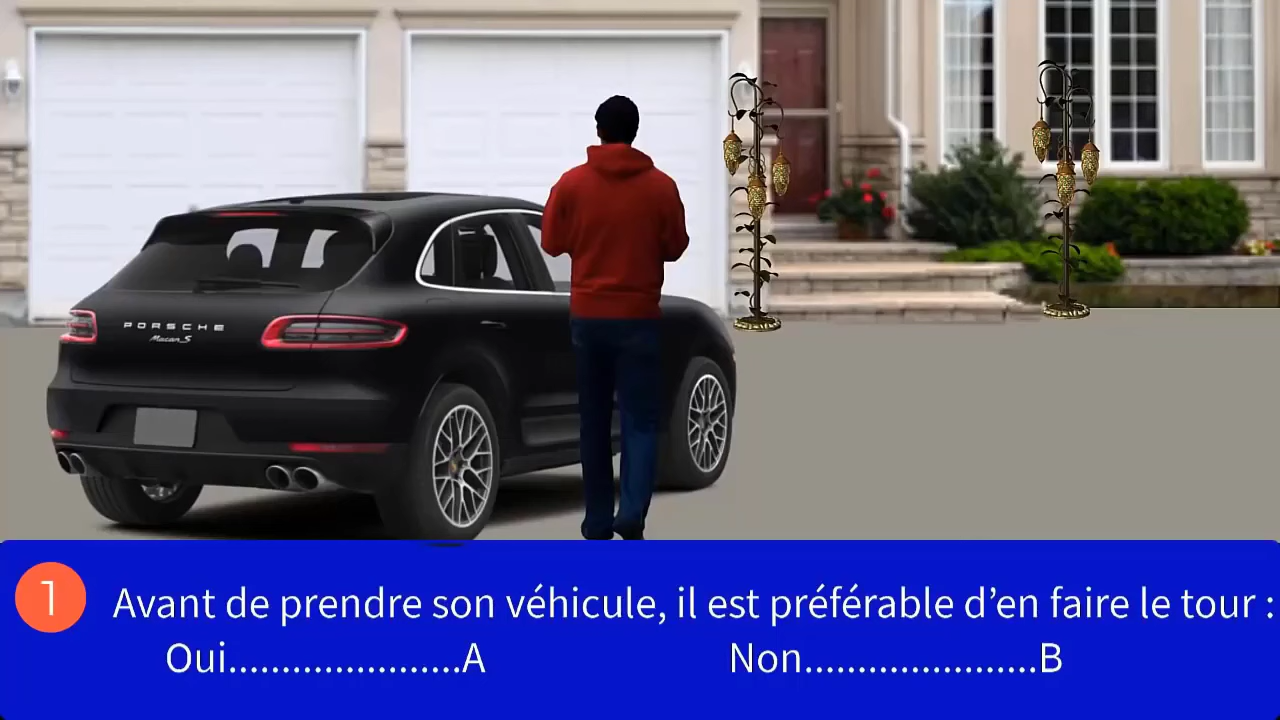 PORSCHE
Macan S
1 Avant de prendre son véhicule, il est préférable d'en faire le tour :
Oui.....................A Non.....................B